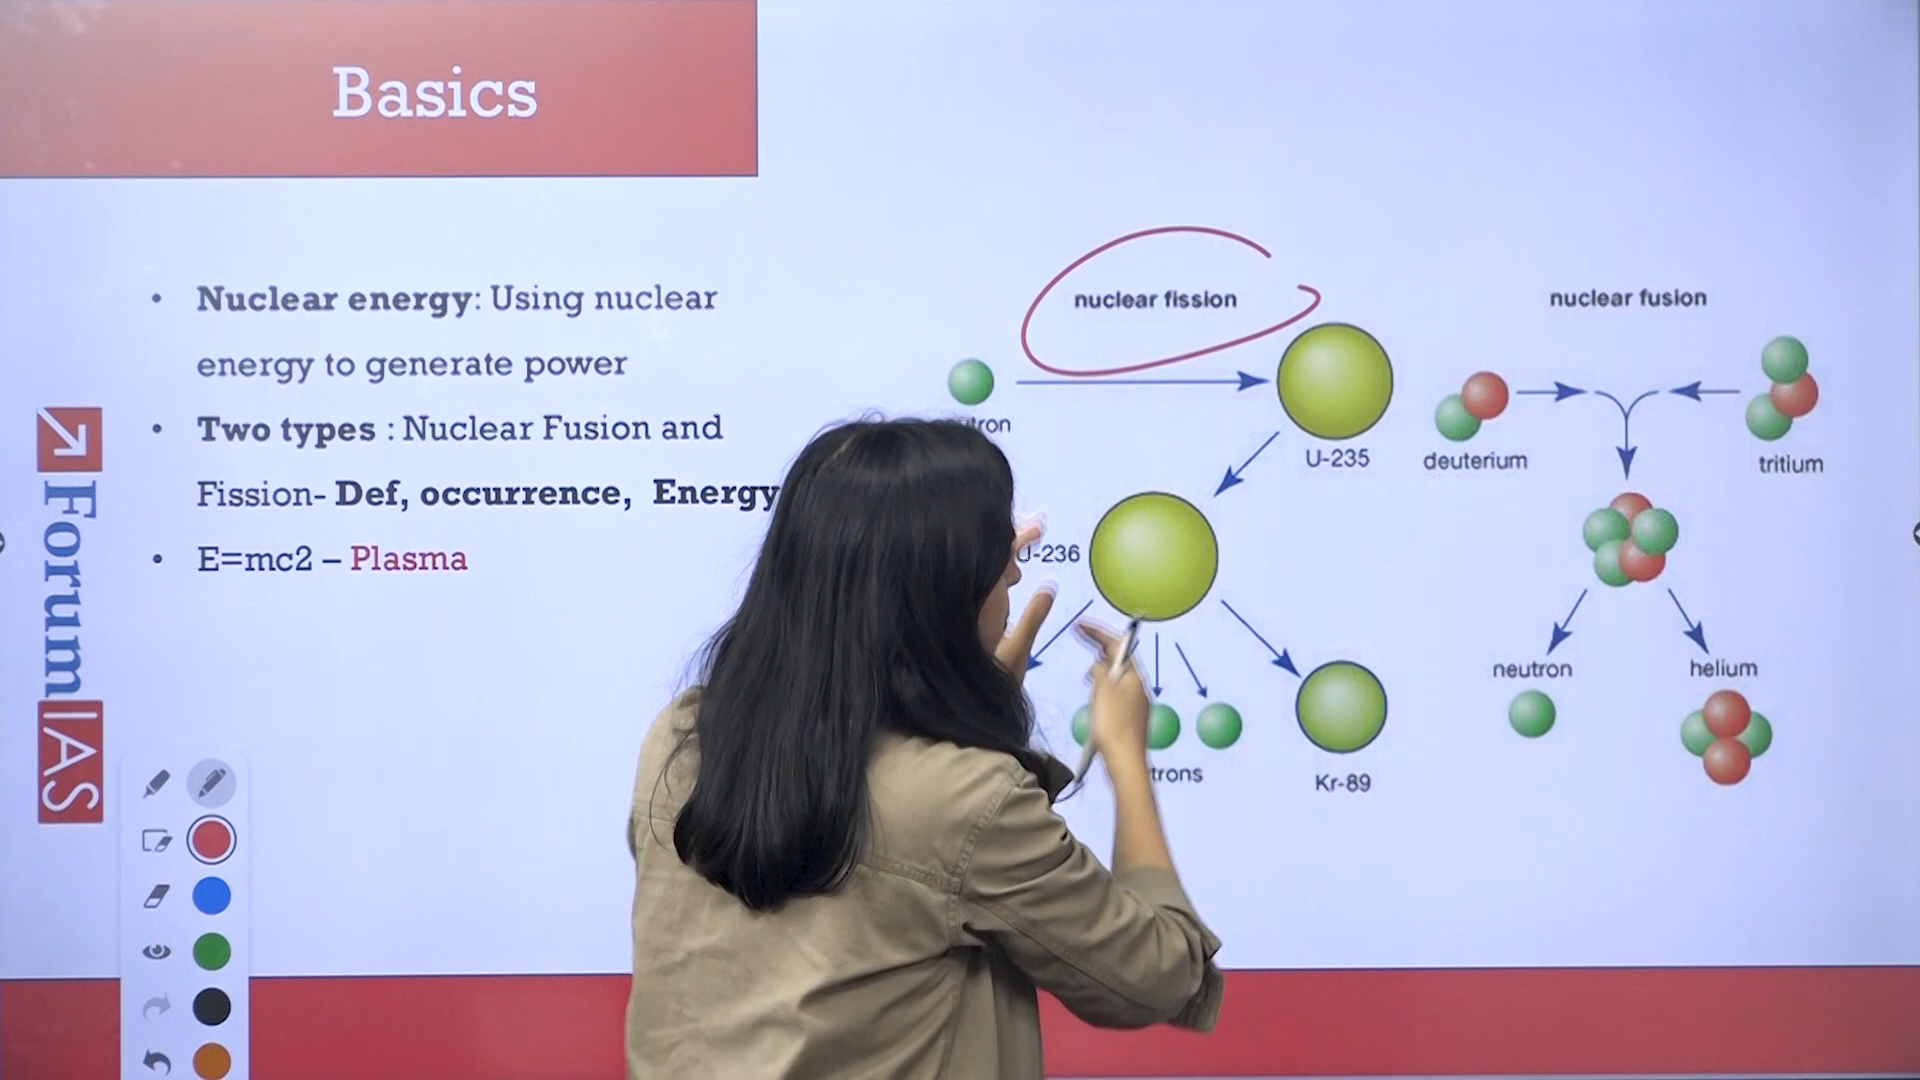 Basics
• Nuclear energy: Using nuclear
energy to generate power
• Two types : Nuclear Fusion and
Fission- Def, occurrence, Energy
• E=mc2 – Plasma
ForumIAS
nuclear fission
U-235
U-236
Kr-89
nuclear fusion
deuterium
tritium
neutron
helium